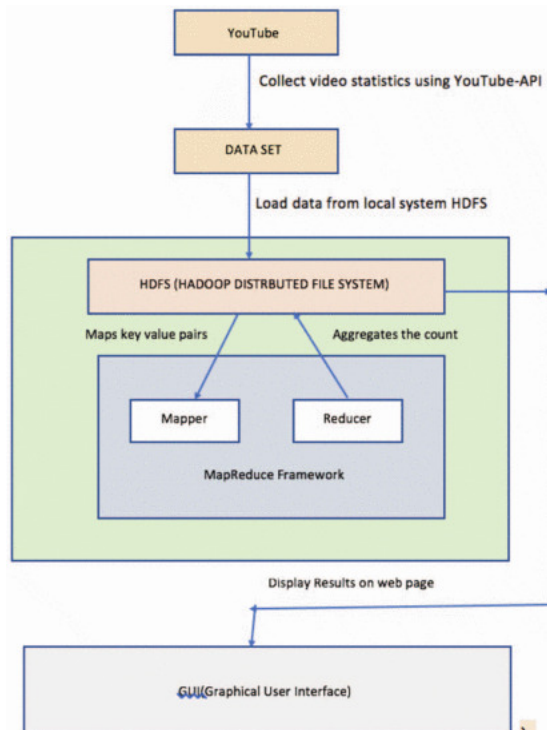 YouTube
Collect video statistics using YouTube-API
DATA SET
Load data from local system HDFS
HDFS (HADOOP DISTRBUTED FILE SYSTEM)
Maps key value pairs
Aggregates the count
Mapper
Reducer
MapReduce Framework
Display Results on web page
GUI(Graphical User Interface)